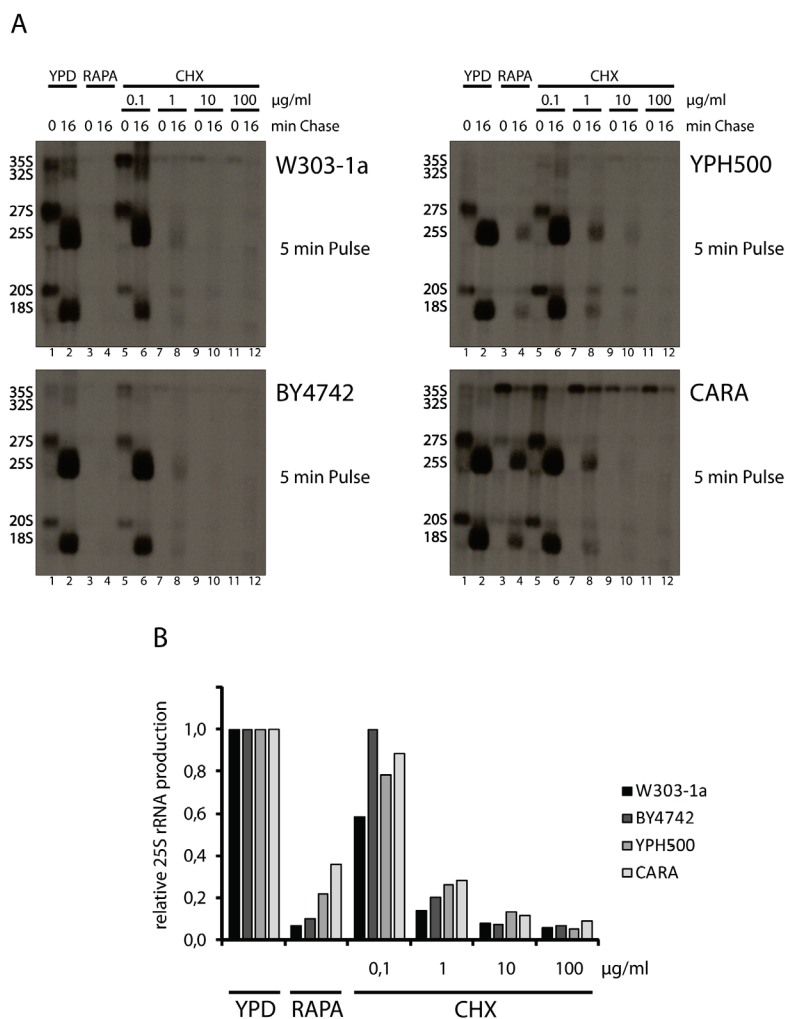 A
YPD RAPA CHX
0.1 1 10 100 µg/ml
0 16 0 16 0 16 0 16 0 16 0 16 min Chase
35S
32S
27S
25S
20S
18S
W303-1a
5 min Pulse
1 2 3 4 5 6 7 8 9 10 11 12
YPD RAPA CHX
0.1 1 10 100 µg/ml
0 16 0 16 0 16 0 16 0 16 0 16 min Chase
35S
32S
27S
25S
20S
18S
YPH500
5 min Pulse
1 2 3 4 5 6 7 8 9 10 11 12
35S
32S
27S
25S
20S
18S
BY4742
5 min Pulse
1 2 3 4 5 6 7 8 9 10 11 12
35S
32S
27S
25S
20S
18S
CARA
5 min Pulse
1 2 3 4 5 6 7 8 9 10 11 12
B
relative 25S rRNA production
1,0
0,8
0,6
0,4
0,2
0,0
W303-1a
BY4742
YPH500
CARA
0,1 1 10 100 µg/ml
YPD RAPA CHX